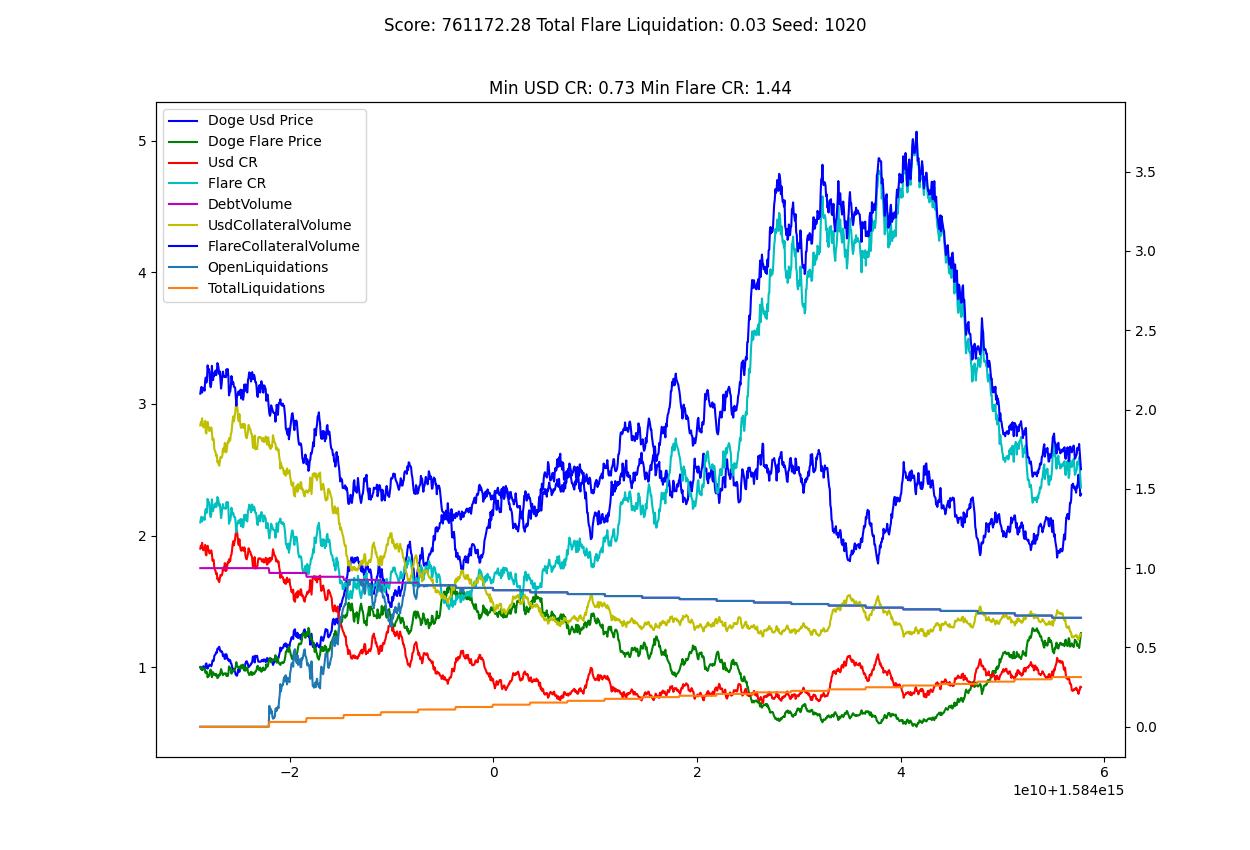 Score: 761172.28 Total Flare Liquidation: 0.03 Seed: 1020
Min USD CR: 0.73 Min Flare CR: 1.44
Doge Usd Price
Doge Flare Price
Usd CR
Flare CR
DebtVolume
UsdCollateralVolume
FlareCollateralVolume
OpenLiquidations
TotalLiquidations
5
4
3
2
1
3.5
3.0
2.5
2.0
1.5
1.0
0.5
0.0
−2 0 2 4 6
1e10+1.584e15